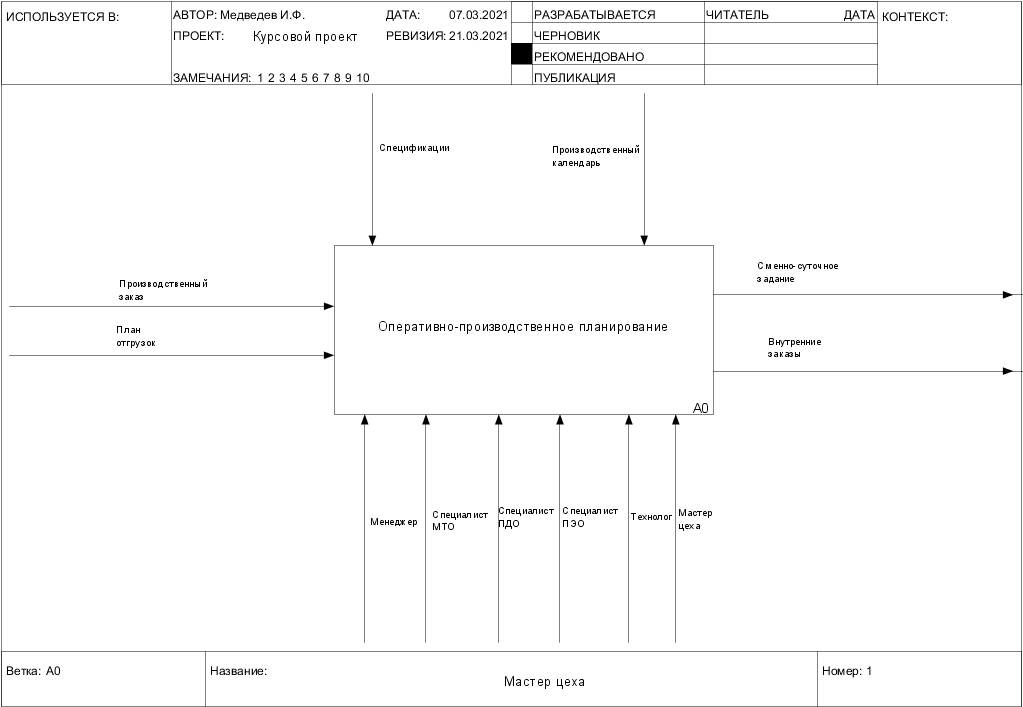 ИСПОЛЬЗУЕТСЯ В:
АВТОР: Медведев И.Ф.
ДАТА: 07.03.2021
ПРОЕКТ: Курсовой проект
РЕВИЗИЯ: 21.03.2021
ЗАМЕЧАНИЯ: 1 2 3 4 5 6 7 8 9 10
РАЗРАБАТЫВАЕТСЯ
ЧЕРНОВИК
РЕКОМЕНДОВАНО
ПУБЛИКАЦИЯ
ЧИТАТЕЛЬ
ДАТА
КОНТЕКСТ:
Спецификации
Производственный
календарь
Производственный
заказ
План
отгрузок
Оперативно-производственное планирование
A0
Сменно-суточное
задание
Внутренние
заказы
Менеджер
Специалист
МТО
Специалист
ПДО
Специалист
ПЭО
Технолог
Мастер
цеха
Ветка: A0
Название:
Мастер цеха
Номер: 1